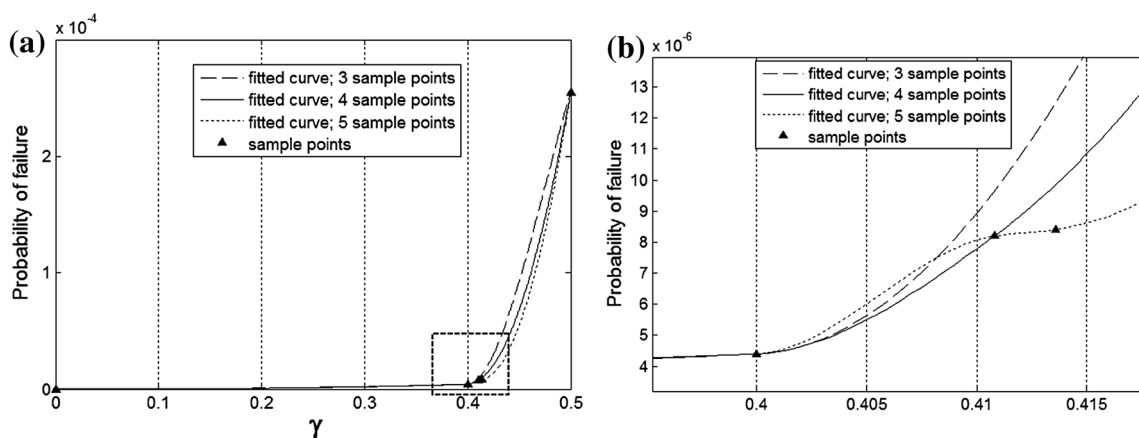 (a)
x 10⁻⁴
Probability of failure
2
1
0
fitted curve; 3 sample points
fitted curve; 4 sample points
fitted curve; 5 sample points
sample points
0 0.1 0.2 0.3 0.4 0.5
γ
(b)
x 10⁻⁶
Probability of failure
13
12
11
10
9
8
7
6
5
4
fitted curve; 3 sample points
fitted curve; 4 sample points
fitted curve; 5 sample points
sample points
0.4 0.405 0.41 0.415